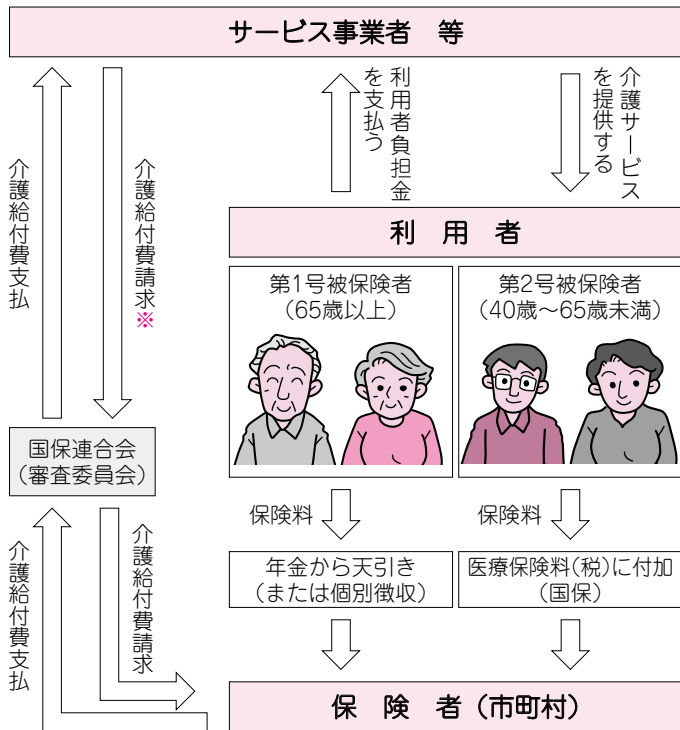 サービス事業者 等
介護給付費支払
介護給付費請求※
利用者負担金
を支払う
介護サービス
を提供する
利 用 者
第1号被保険者
（65歳以上）
第2号被保険者
（40歳～65歳未満）
国保連合会
（審査委員会）
保険料
保険料
介護給付費支払
介護給付費請求
年金から天引き
（または個別徴収）
医療保険料(税)に付加
（国保）
保 険 者（市町村）